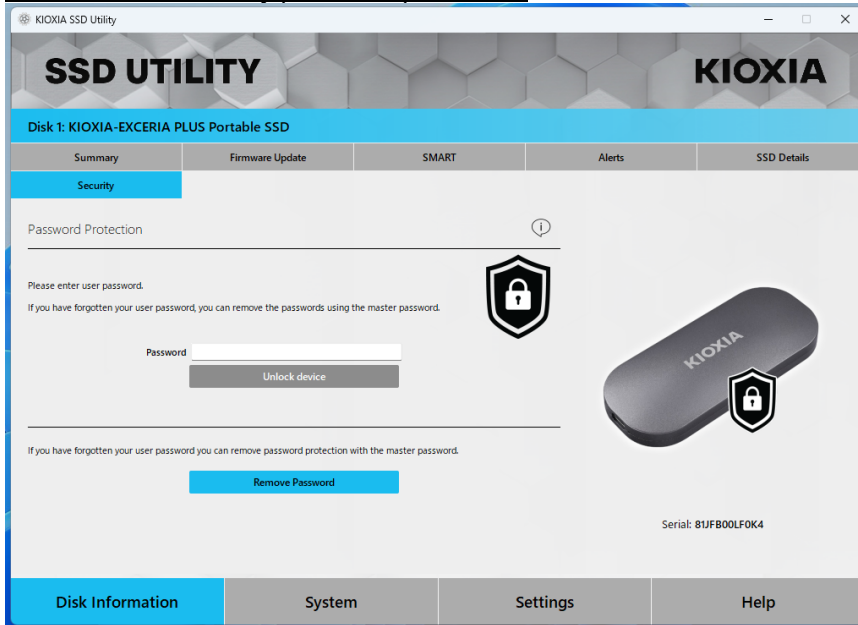 KIOXIA SSD Utility
SSD UTILITY
KIOXIA
Disk 1: KIOXIA-EXCERIA PLUS Portable SSD
Summary
Firmware Update
SMART
Alerts
SSD Details
Security
Password Protection
Please enter user password.
If you have forgotten your user password, you can remove the passwords using the master password.
Password
Unlock device
If you have forgotten your user password you can remove password protection with the master password.
Remove Password
KIOXIA
Serial: 81JFB00LF0K4
Disk Information
System
Settings
Help